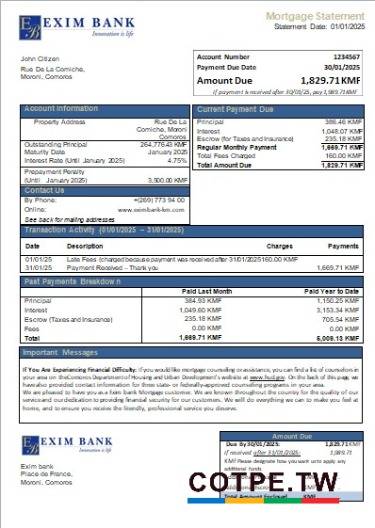 EXIM BANK
Innovation is life
Mortgage Statement
Statement Date: 01/01/2025
John Citizen
Rue De La Corniche,
Moroni, Comoros
Account Number 1234567
Payment Due Date 30/01/2025
Amount Due 1,829.71KMF
If payment is received after 30/01/25, pay 1,989.71KMF
Account Information
Property Address Rue De La
Corniche, Moroni
Comoros
Outstanding Principal 264,776.43 KMF
Maturity Date January 2025
Interest Rate (Until January 2025) 4.75%
Prepayment Penalty
(Until January 2025) 3,500.00 KMF
Contact Us
By Phone: +(269) 773 94 00
Online: www.eximbank-km.com
See back for mailing addresses
Current Payment Due
Principal 386.46 KMF
Interest 1,048.07 KMF
Escrow (for Taxes and Insurance) 235.18 KMF
Regular Monthly Payment 1,669.71 KMF
Total Fees Charged 160.00 KMF
Total Amount Due 1,829.71 KMF
Transaction Activity (01/01/2025 – 31/01/2025)
Date Description Charges Payments
01/01/25 Late Fees (charged because payment was received after 31/01/2025160.00 KMF
31/01/25 Payment Received – Thank you 1,669.71 KMF
Past Payments Breakdown
Paid Last Month Paid Year to Date
Principal 384.93 KMF 1,150.25 KMF
Interest 1,049.60 KMF 3,153.34 KMF
Escrow (Taxes and Insurance) 235.18 KMF 705.54 KMF
Fees 0.00 KMF 0.00 KMF
Total 1,669.71 KMF 5,009.13 KMF
Important Messages
If You Are Experiencing Financial Difficulty: If you would like mortgage counseling or assistance, you can find a list of counselors in
your area on the Comoros Department of Housing and Urban Development's website at www.hud.gov. On the back of this page, we
have also provided contact information for three state- or federally-approved counseling programs in your area.
We are pleased to have you as a Exim bank Mortgage customer. We are known throughout the country for the quality of our
service and our dedication to providing financial security for our customers. We will do everything we can to make you feel at
home, and to ensure you receive the friendly, professional service you deserve.
EXIM BANK
Innovation is life
Exim bank
Place de France,
Moroni, Comoros
Amount Due
Due By 30/01/2025: 1,829.71 KMF
If received after 31/01/2025: 1,989.71
KMF Please designate how you want us to apply any
additional funds.
Total Amount Enclosed KMF
COTPE.TW